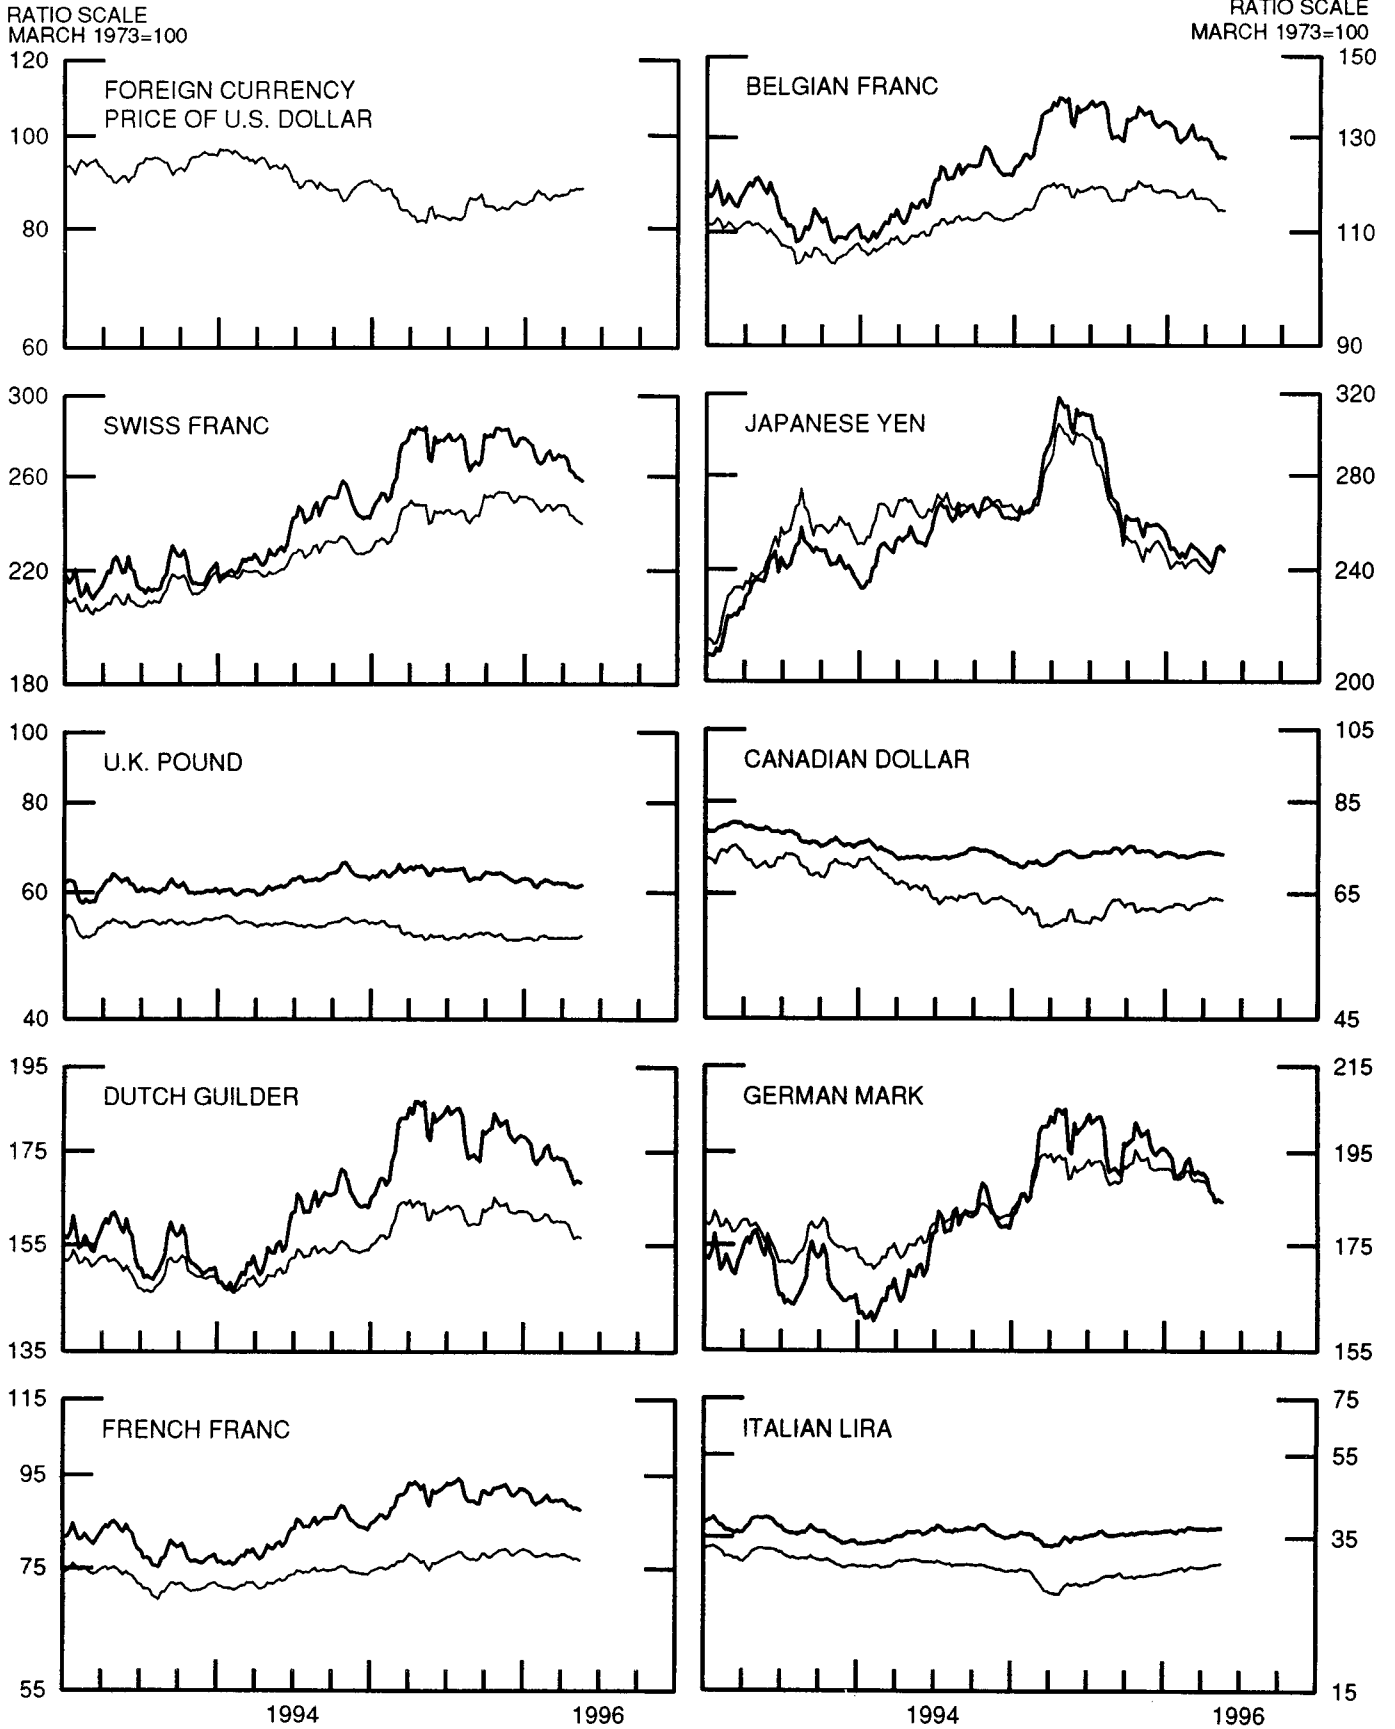 RATIO SCALE
MARCH 1973=100
RATIO SCALE
MARCH 1973=100
FOREIGN CURRENCY
PRICE OF U.S. DOLLAR
120
100
80
60
BELGIAN FRANC
150
130
110
90
SWISS FRANC
300
260
220
180
JAPANESE YEN
320
280
240
200
U.K. POUND
100
80
60
40
CANADIAN DOLLAR
105
85
65
45
DUTCH GUILDER
195
175
155
135
GERMAN MARK
215
195
175
155
FRENCH FRANC
115
95
75
55
ITALIAN LIRA
75
55
35
15
1994 1996
1994 1996